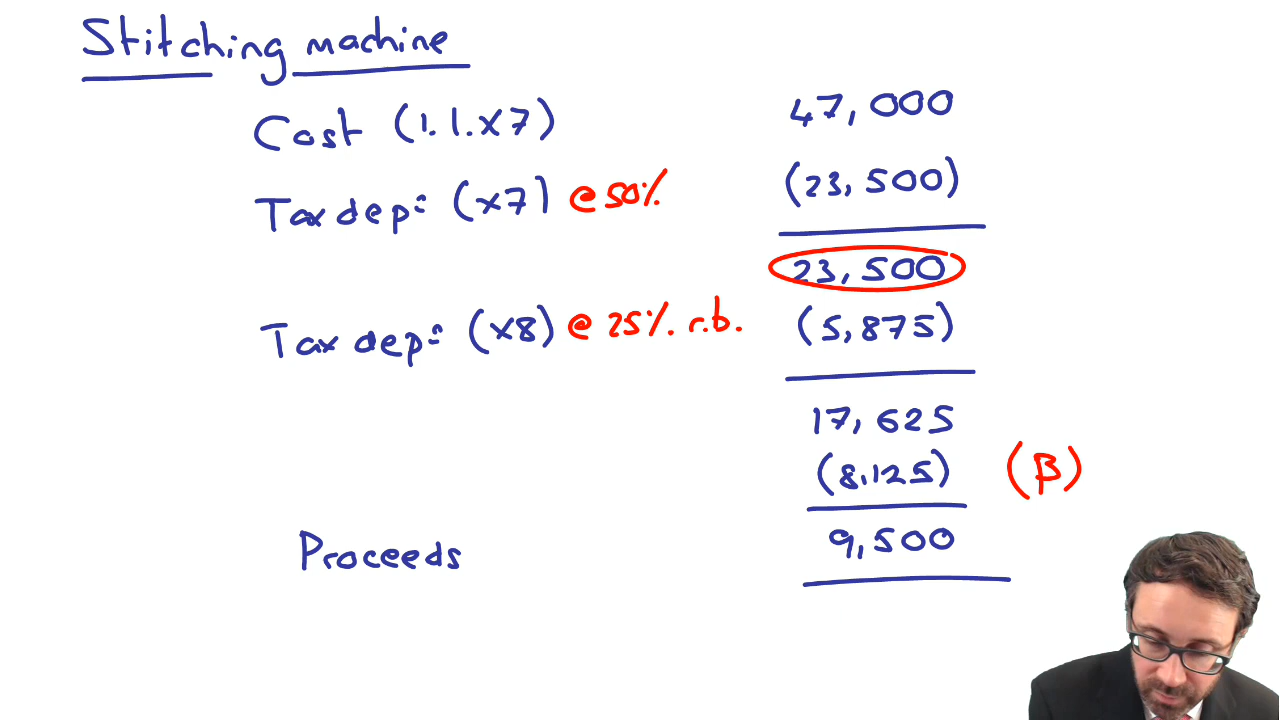 Stitching machine
Cost (1.1.X7) 47,000
Tax dep: (X7) @ 50% (23,500)
23,500
Tax dep: (X8) @ 25% r.b. (5,875)
17,625
(8,125) (β)
Proceeds 9,500